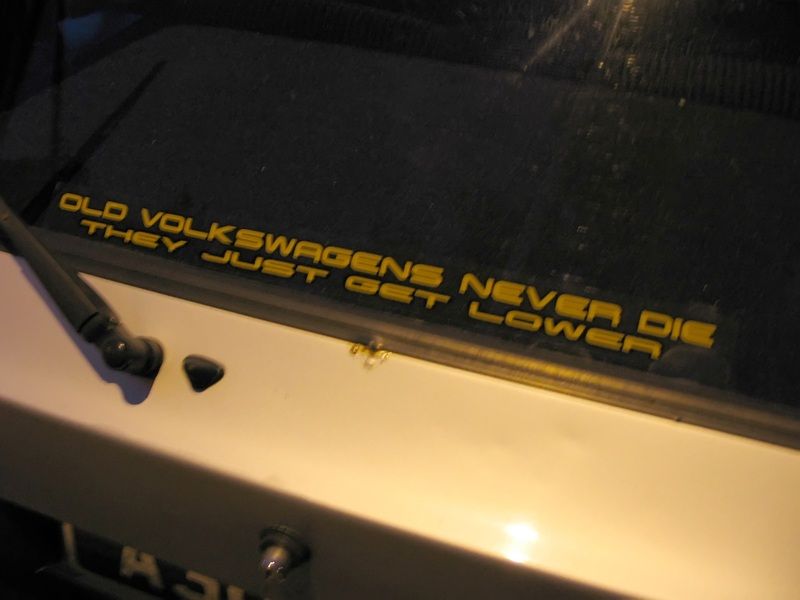 OLD VOLKSWAGENS NEVER DIE
THEY JUST GET LOWER